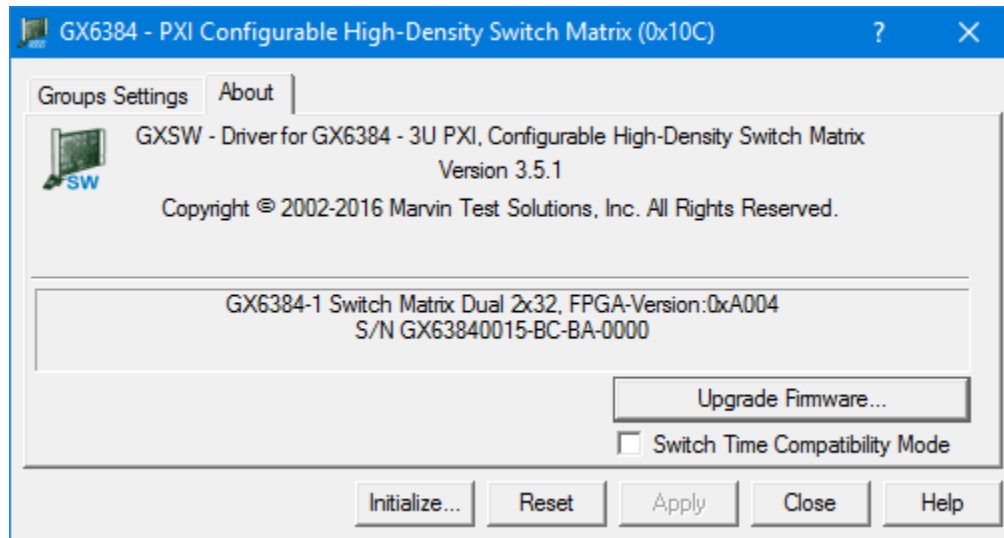 GX6384 - PXI Configurable High-Density Switch Matrix (0x10C) ?
Groups Settings About
GXSW - Driver for GX6384 - 3U PXI, Configurable High-Density Switch Matrix
SW
Version 3.5.1
Copyright © 2002-2016 Marvin Test Solutions, Inc. All Rights Reserved.
GX6384-1 Switch Matrix Dual 2x32, FPGA-Version:0xA004
S/N GX63840015-BC-BA-0000
Upgrade Firmware...
Switch Time Compatibility Mode
Initialize... Reset Apply Close Help